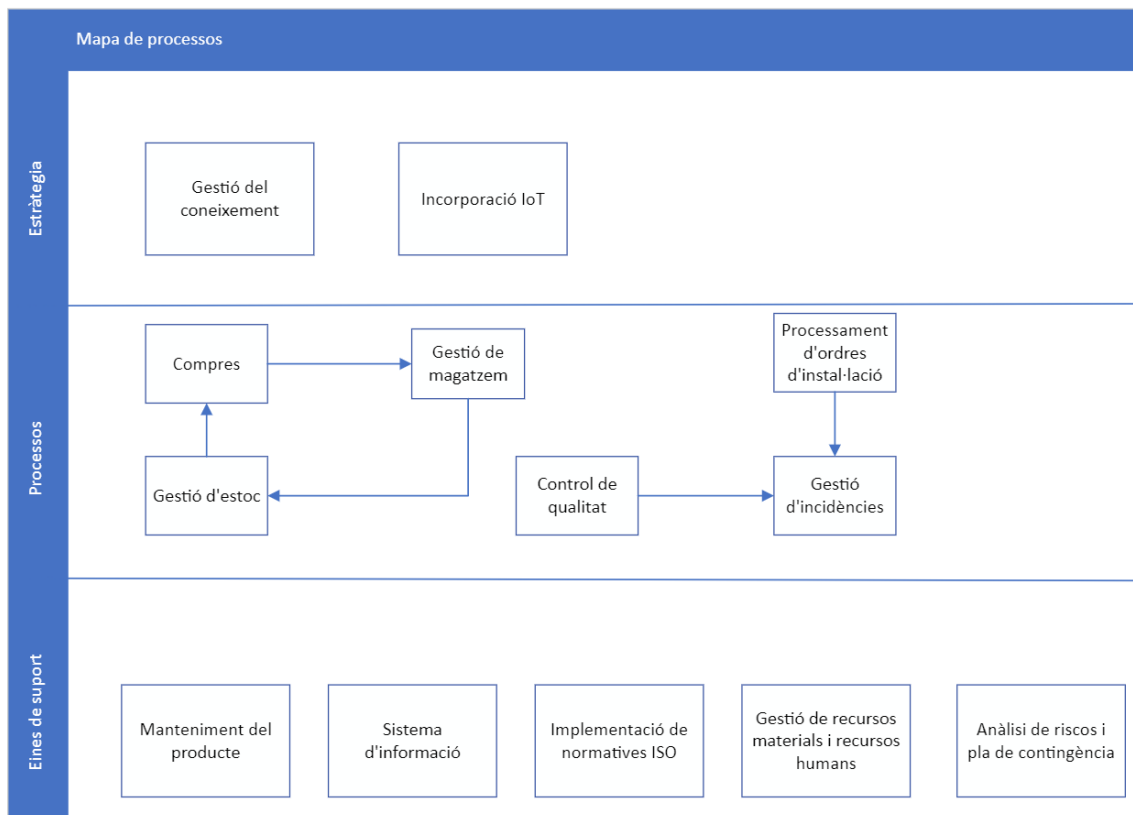 Mapa de processos
Estràtegia
Gestió del
coneixement
Incorporació IoT
Processos
Compres
Gestió de
magatzem
Processament
d'ordres
d'instal·lació
Gestió d'estoc
Control de
qualitat
Gestió
d'incidències
Eines de suport
Manteniment del
producte
Sistema
d'informació
Implementació de
normatives ISO
Gestió de recursos
materials i recursos
humans
Anàlisi de riscos i
pla de contingència